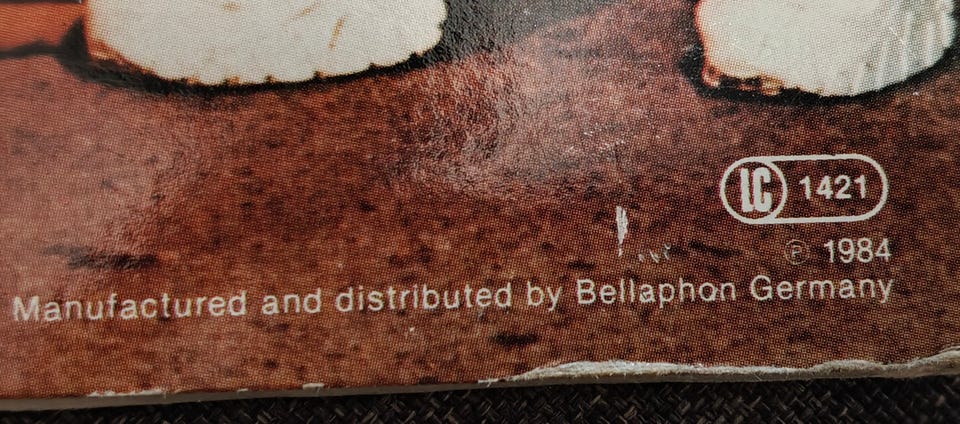 LC 1421
℗ 1984
Manufactured and distributed by Bellaphon Germany